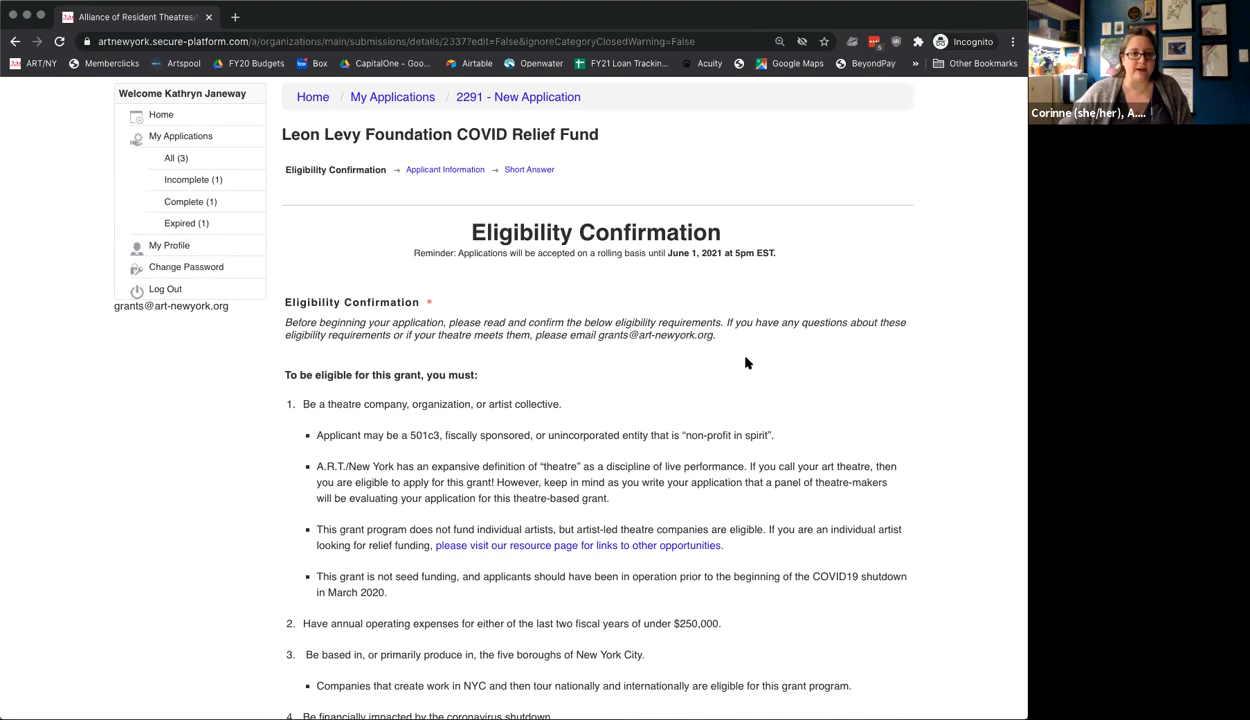 Alliance of Resident Theatres/
artnewyork.secure-platform.com/a/organizations/main/submissions/details/2337?edit=False&ignoreCategoryClosedWarning=False
Incognito
ART/NY
Memberclicks
Artspool
FY20 Budgets
Box
CapitalOne - Goo...
Airtable
Openwater
FY21 Loan Trackin...
Acuity
Google Maps
BeyondPay
»
Other Bookmarks
Corinne (she/her), A....
Welcome Kathryn Janeway
Home
My Applications
All (3)
Incomplete (1)
Complete (1)
Expired (1)
My Profile
Change Password
Log Out
grants@art-newyork.org
Home / My Applications / 2291 - New Application
Leon Levy Foundation COVID Relief Fund
Eligibility Confirmation → Applicant Information → Short Answer
Eligibility Confirmation
Reminder: Applications will be accepted on a rolling basis until June 1, 2021 at 5pm EST.
Eligibility Confirmation *
Before beginning your application, please read and confirm the below eligibility requirements. If you have any questions about these
eligibility requirements or if your theatre meets them, please email grants@art-newyork.org.
To be eligible for this grant, you must:
1. Be a theatre company, organization, or artist collective.
▪ Applicant may be a 501c3, fiscally sponsored, or unincorporated entity that is “non-profit in spirit”.
▪ A.R.T./New York has an expansive definition of “theatre” as a discipline of live performance. If you call your art theatre, then
you are eligible to apply for this grant! However, keep in mind as you write your application that a panel of theatre-makers
will be evaluating your application for this theatre-based grant.
▪ This grant program does not fund individual artists, but artist-led theatre companies are eligible. If you are an individual artist
looking for relief funding, please visit our resource page for links to other opportunities.
▪ This grant is not seed funding, and applicants should have been in operation prior to the beginning of the COVID19 shutdown
in March 2020.
2. Have annual operating expenses for either of the last two fiscal years of under $250,000.
3. Be based in, or primarily produce in, the five boroughs of New York City.
▪ Companies that create work in NYC and then tour nationally and internationally are eligible for this grant program.
4. Be financially impacted by the coronavirus shutdown.